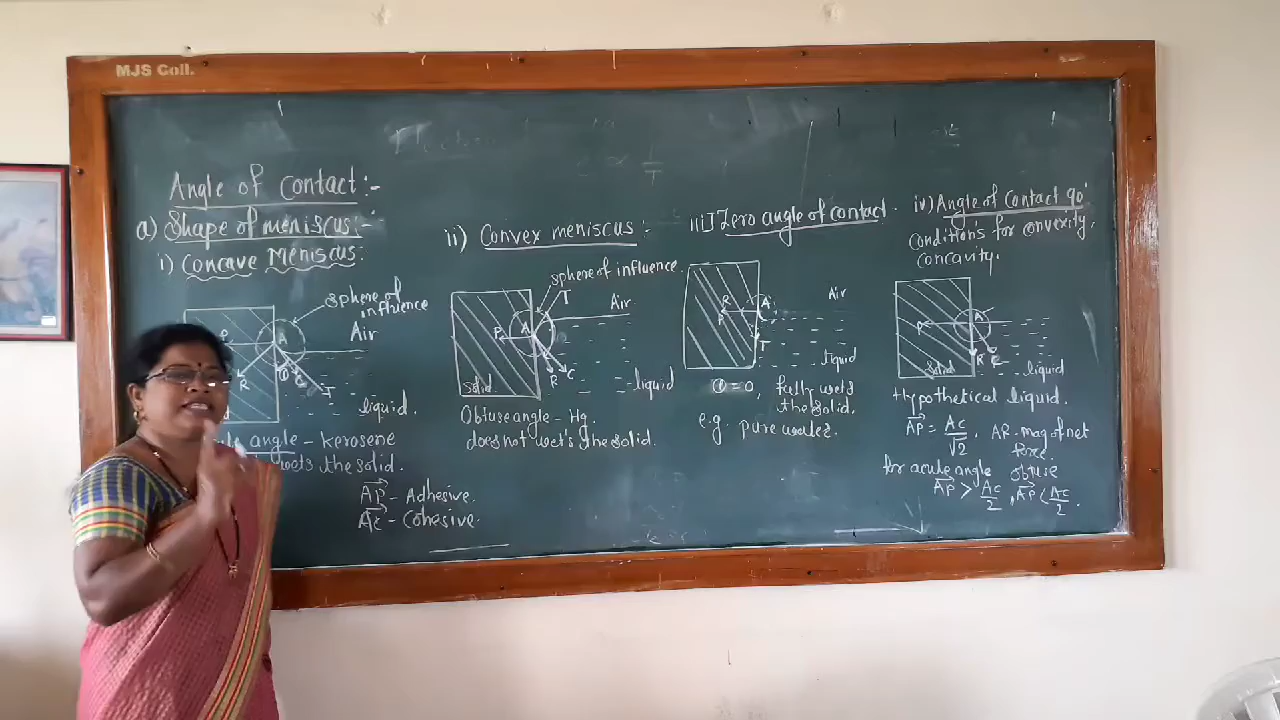 MJS Coll.
Angle of contact :-
a) Shape of meniscus :-
i) Concave Meniscus :
sphere of
influence
Air
A
P
R
θ
C
T
liquid.
angle - kerosene
wets the solid.
AP - Adhesive.
AC - Cohesive.
ii) Convex meniscus :-
sphere of influence.
T
Air
P
A
R
C
Solid
liquid
Obtuse angle - Hg.
does not wet's the solid.
iii] Zero angle of contact.
R
A
P
Air
T
liquid
θ = 0, fully wets
the solid.
e.g. pure water.
iv) Angle of contact 90°
Conditions for convexity,
concavity.
P
A
R
C
Solid
liquid
Hypothetical liquid.
AP = AC/√2 , AR - mag of net
force.
for acute angle obtuse
AP > AC/2 , AP < AC/2 .